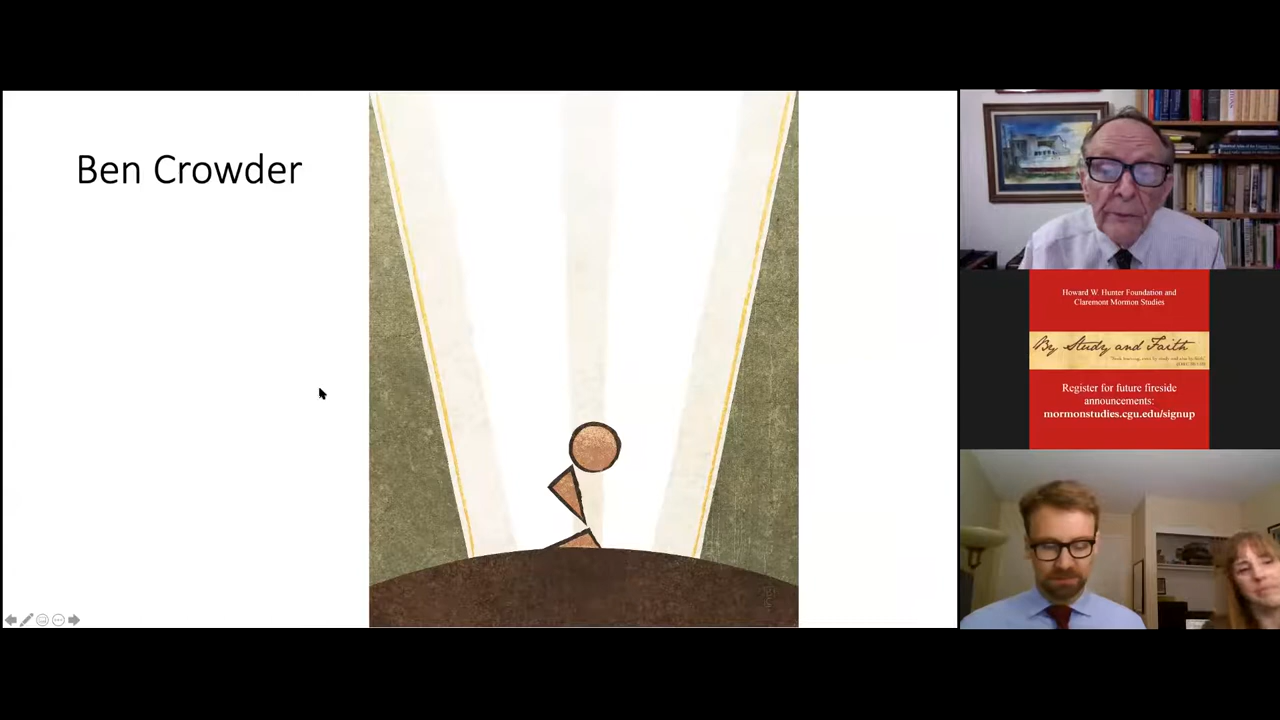 Ben Crowder
Howard W. Hunter Foundation and
Claremont Mormon Studies
By Study and Faith
Register for future fireside
announcements:
mormonstudies.cgu.edu/signup